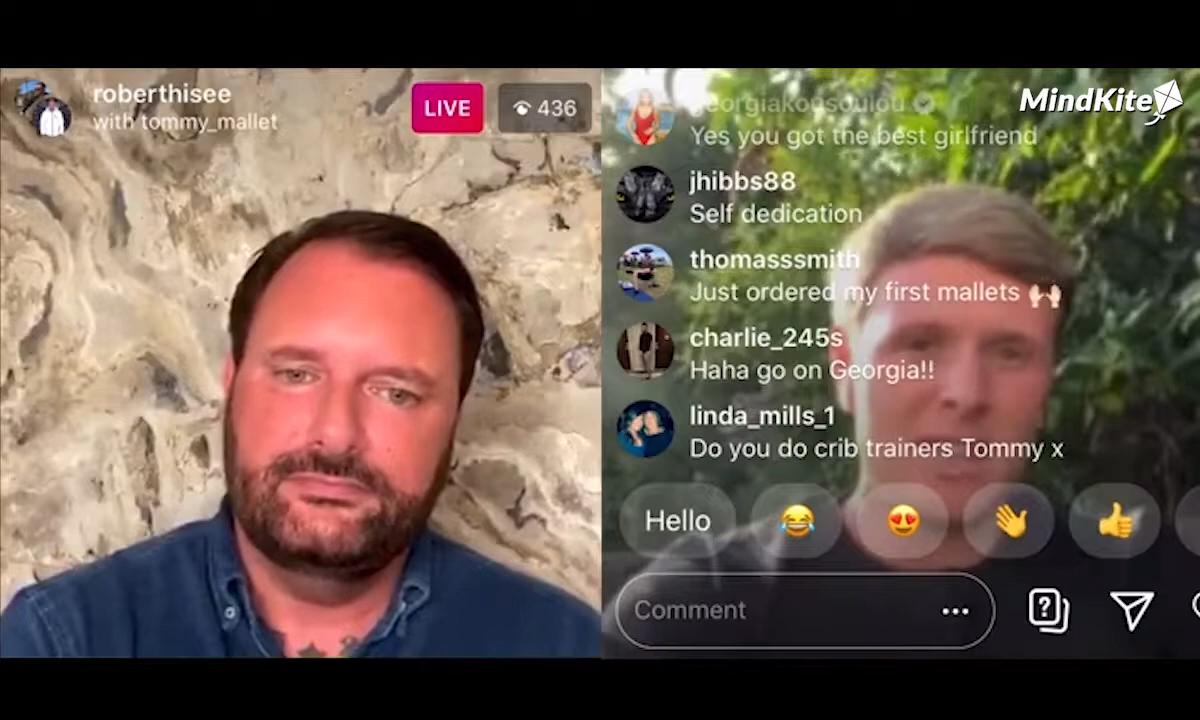 roberthisee
with tommy_mallet
LIVE
436
MindKite
georgiakousoulou
Yes you got the best girlfriend
jhibbs88
Self dedication
thomasssmith
Just ordered my first mallets 🙌🏻
charlie_245s
Haha go on Georgia!!
linda_mills_1
Do you do crib trainers Tommy x
Hello
Comment